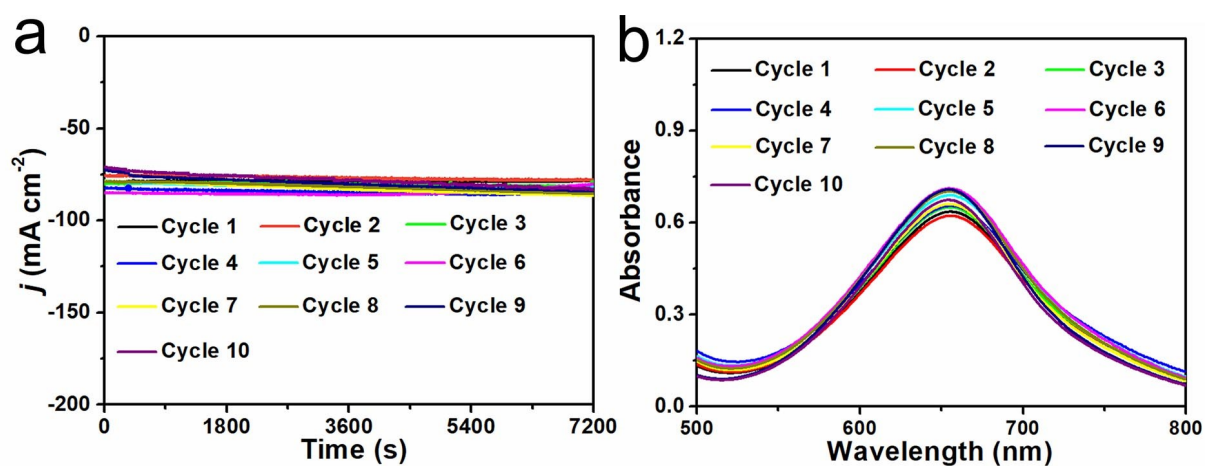 a
0
-50
-100
-150
-200
j (mA cm-2)
Cycle 1 Cycle 2 Cycle 3
Cycle 4 Cycle 5 Cycle 6
Cycle 7 Cycle 8 Cycle 9
Cycle 10
0 1800 3600 5400 7200
Time (s)
b
1.2
0.9
0.6
0.3
0.0
Absorbance
Cycle 1 Cycle 2 Cycle 3
Cycle 4 Cycle 5 Cycle 6
Cycle 7 Cycle 8 Cycle 9
Cycle 10
500 600 700 800
Wavelength (nm)